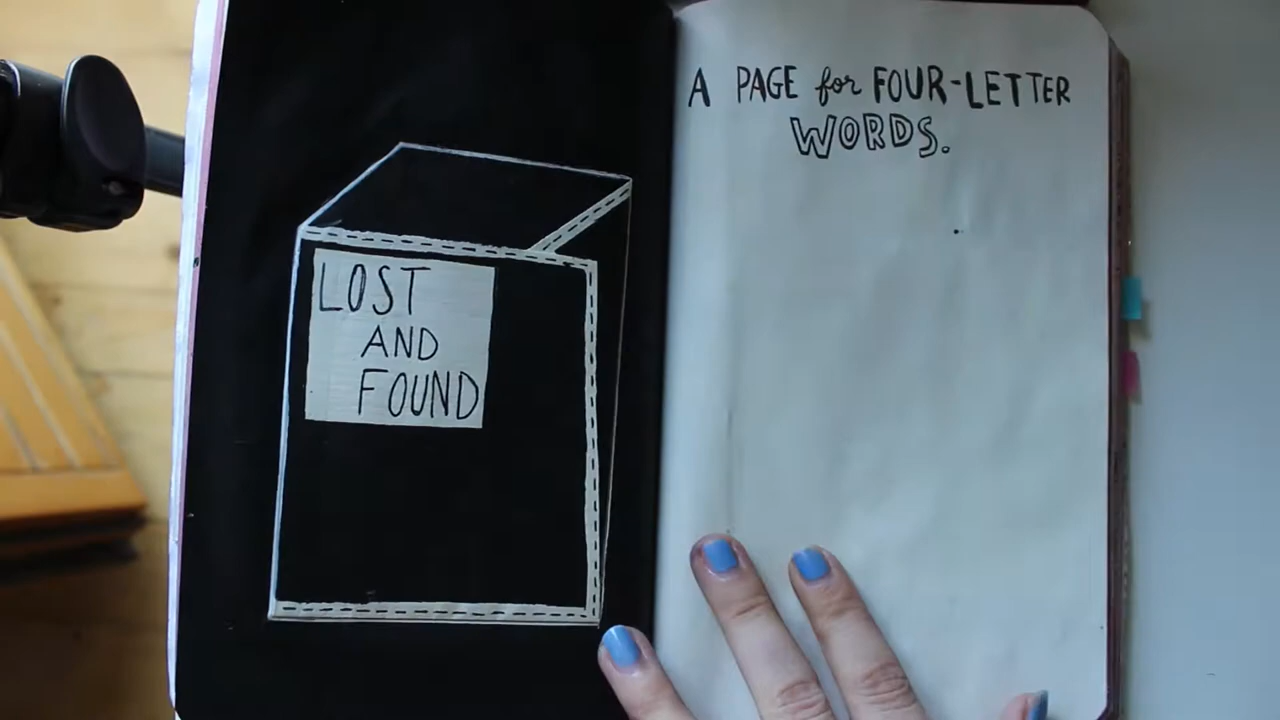 LOST
AND
FOUND
A PAGE for FOUR-LETTER
WORDS.